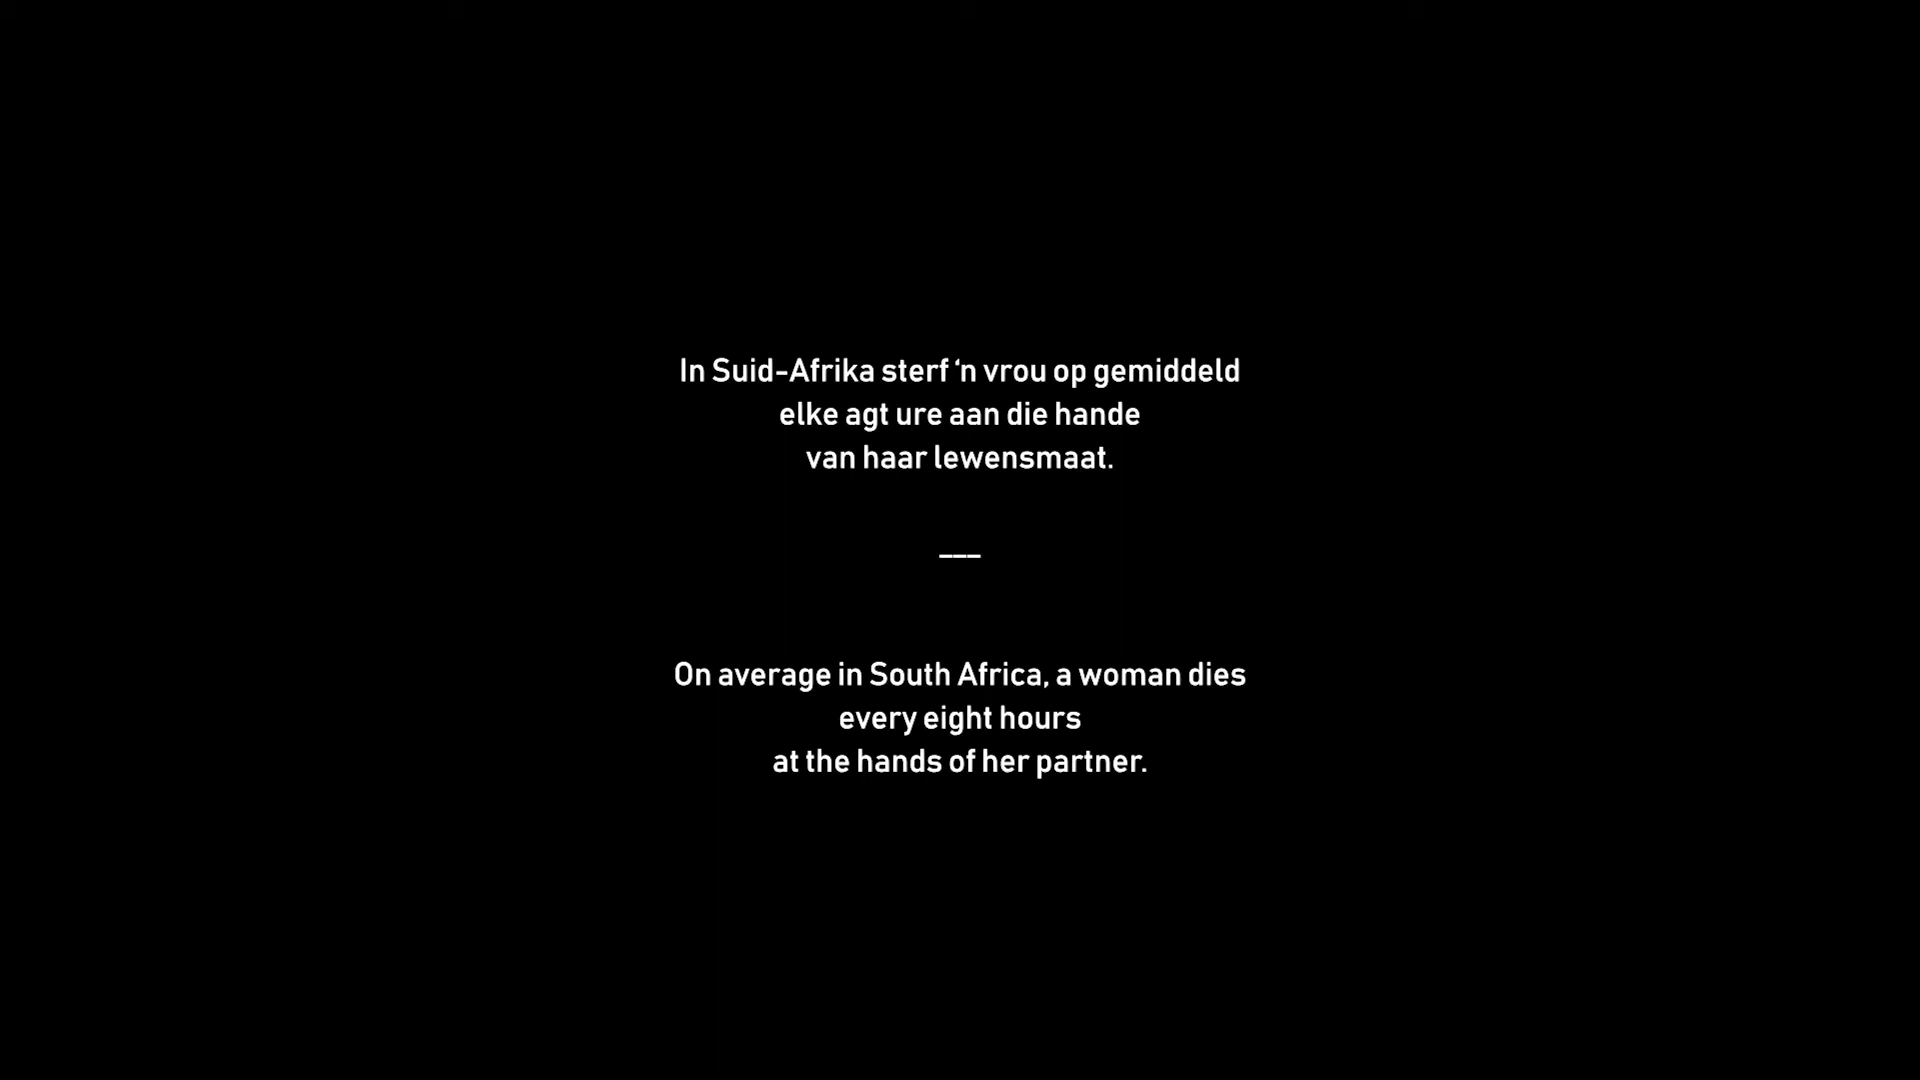 In Suid-Afrika sterf ‘n vrou op gemiddeld
elke agt ure aan die hande
van haar lewensmaat.
___
On average in South Africa, a woman dies
every eight hours
at the hands of her partner.